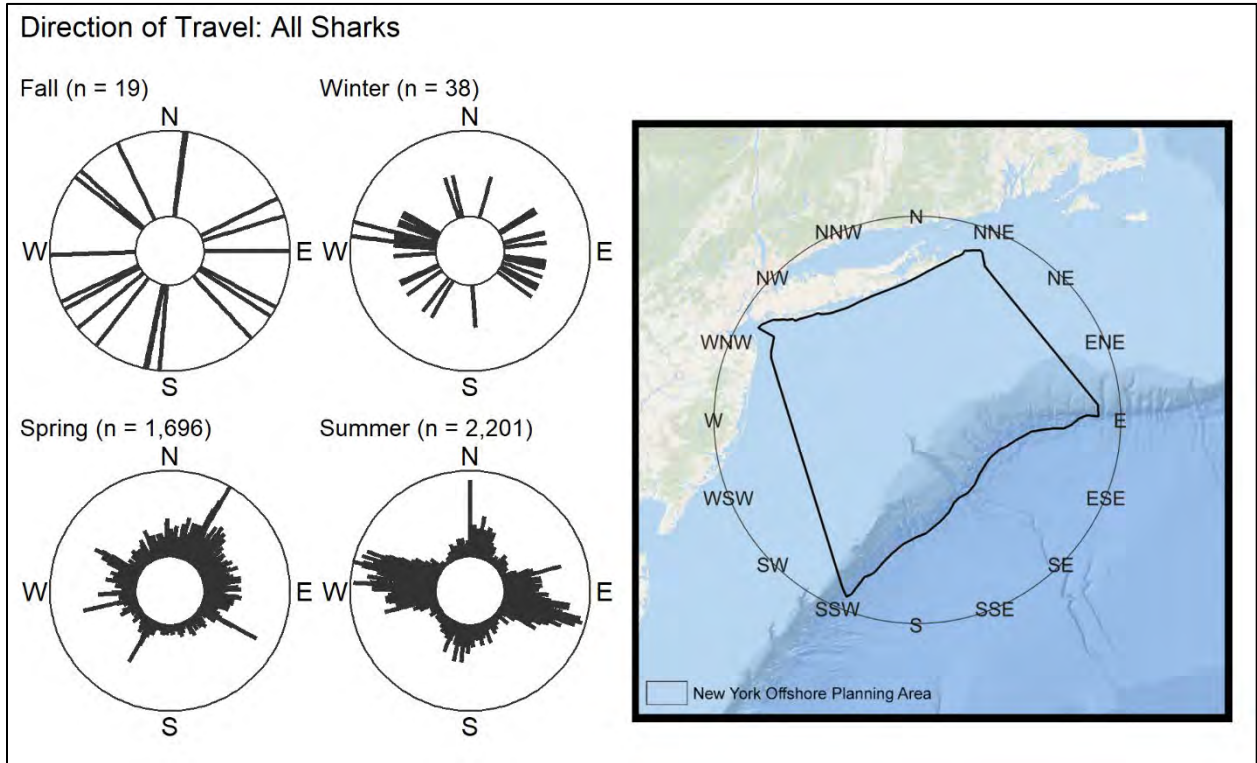 Direction of Travel: All Sharks
Fall (n = 19)
N
W
E
S
Winter (n = 38)
N
W
E
S
Spring (n = 1,696)
N
W
E
S
Summer (n = 2,201)
N
W
E
S
N
NNW
NNE
NW
NE
WNW
ENE
W
E
WSW
ESE
SW
SE
SSW
SSE
S
New York Offshore Planning Area